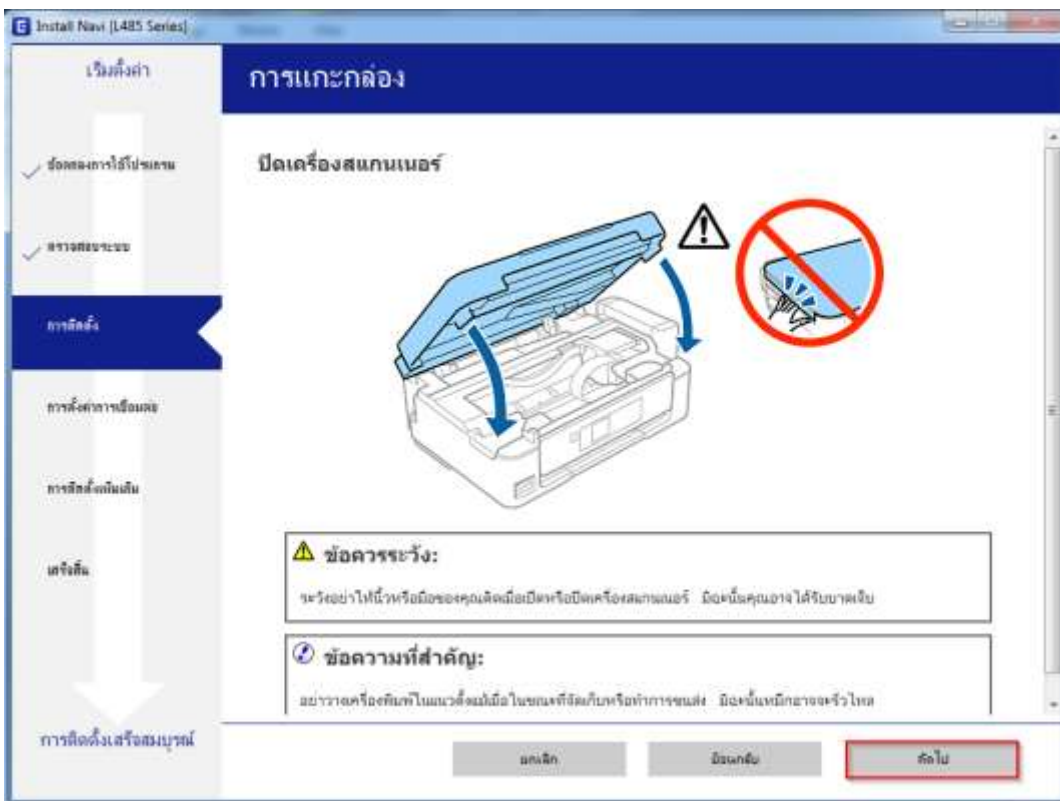 Install Navi [L485 Series]
เริ่มตั้งค่า
การแกะกล่อง
ข้อตกลงการใช้โปรแกรม
ตรวจสอบระบบ
การติดตั้ง
การตั้งค่าการเชื่อมต่อ
การติดตั้งเพิ่มเติม
เสร็จสิ้น
การติดตั้งเสร็จสมบูรณ์
ปิดเครื่องสแกนเนอร์
ข้อควรระวัง:
ระวังอย่าให้นิ้วหรือมือของคุณติดเมื่อเปิดหรือปิดเครื่องสแกนเนอร์ มิฉะนั้นคุณอาจได้รับบาดเจ็บ
ข้อความที่สำคัญ:
อย่าวางเครื่องพิมพ์ในแนวตั้งแม้เมื่อในขณะที่จัดเก็บหรือทำการขนส่ง มิฉะนั้นหมึกอาจจะรั่วไหล
ยกเลิก
ย้อนกลับ
ถัดไป